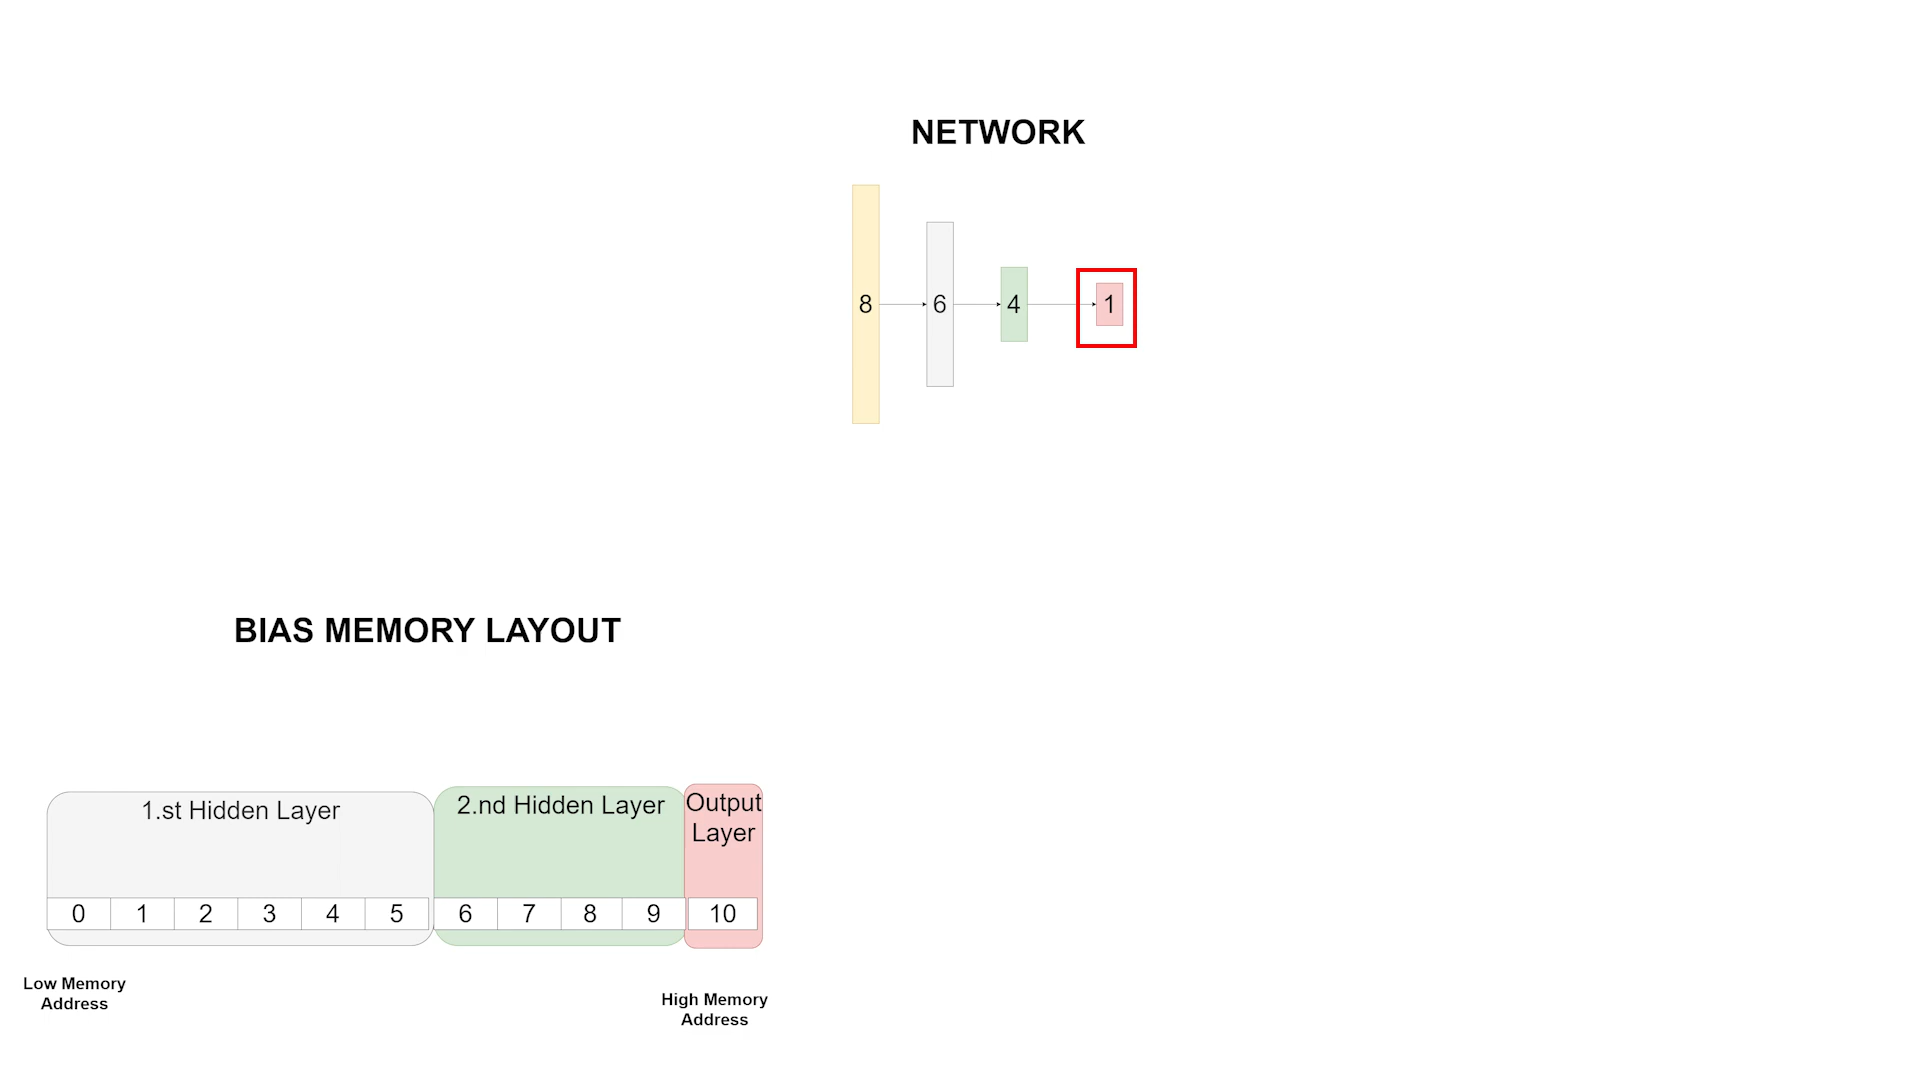 NETWORK
8 6 4 1
BIAS MEMORY LAYOUT
1.st Hidden Layer
2.nd Hidden Layer
Output
Layer
0 1 2 3 4 5 6 7 8 9 10
Low Memory
Address
High Memory
Address